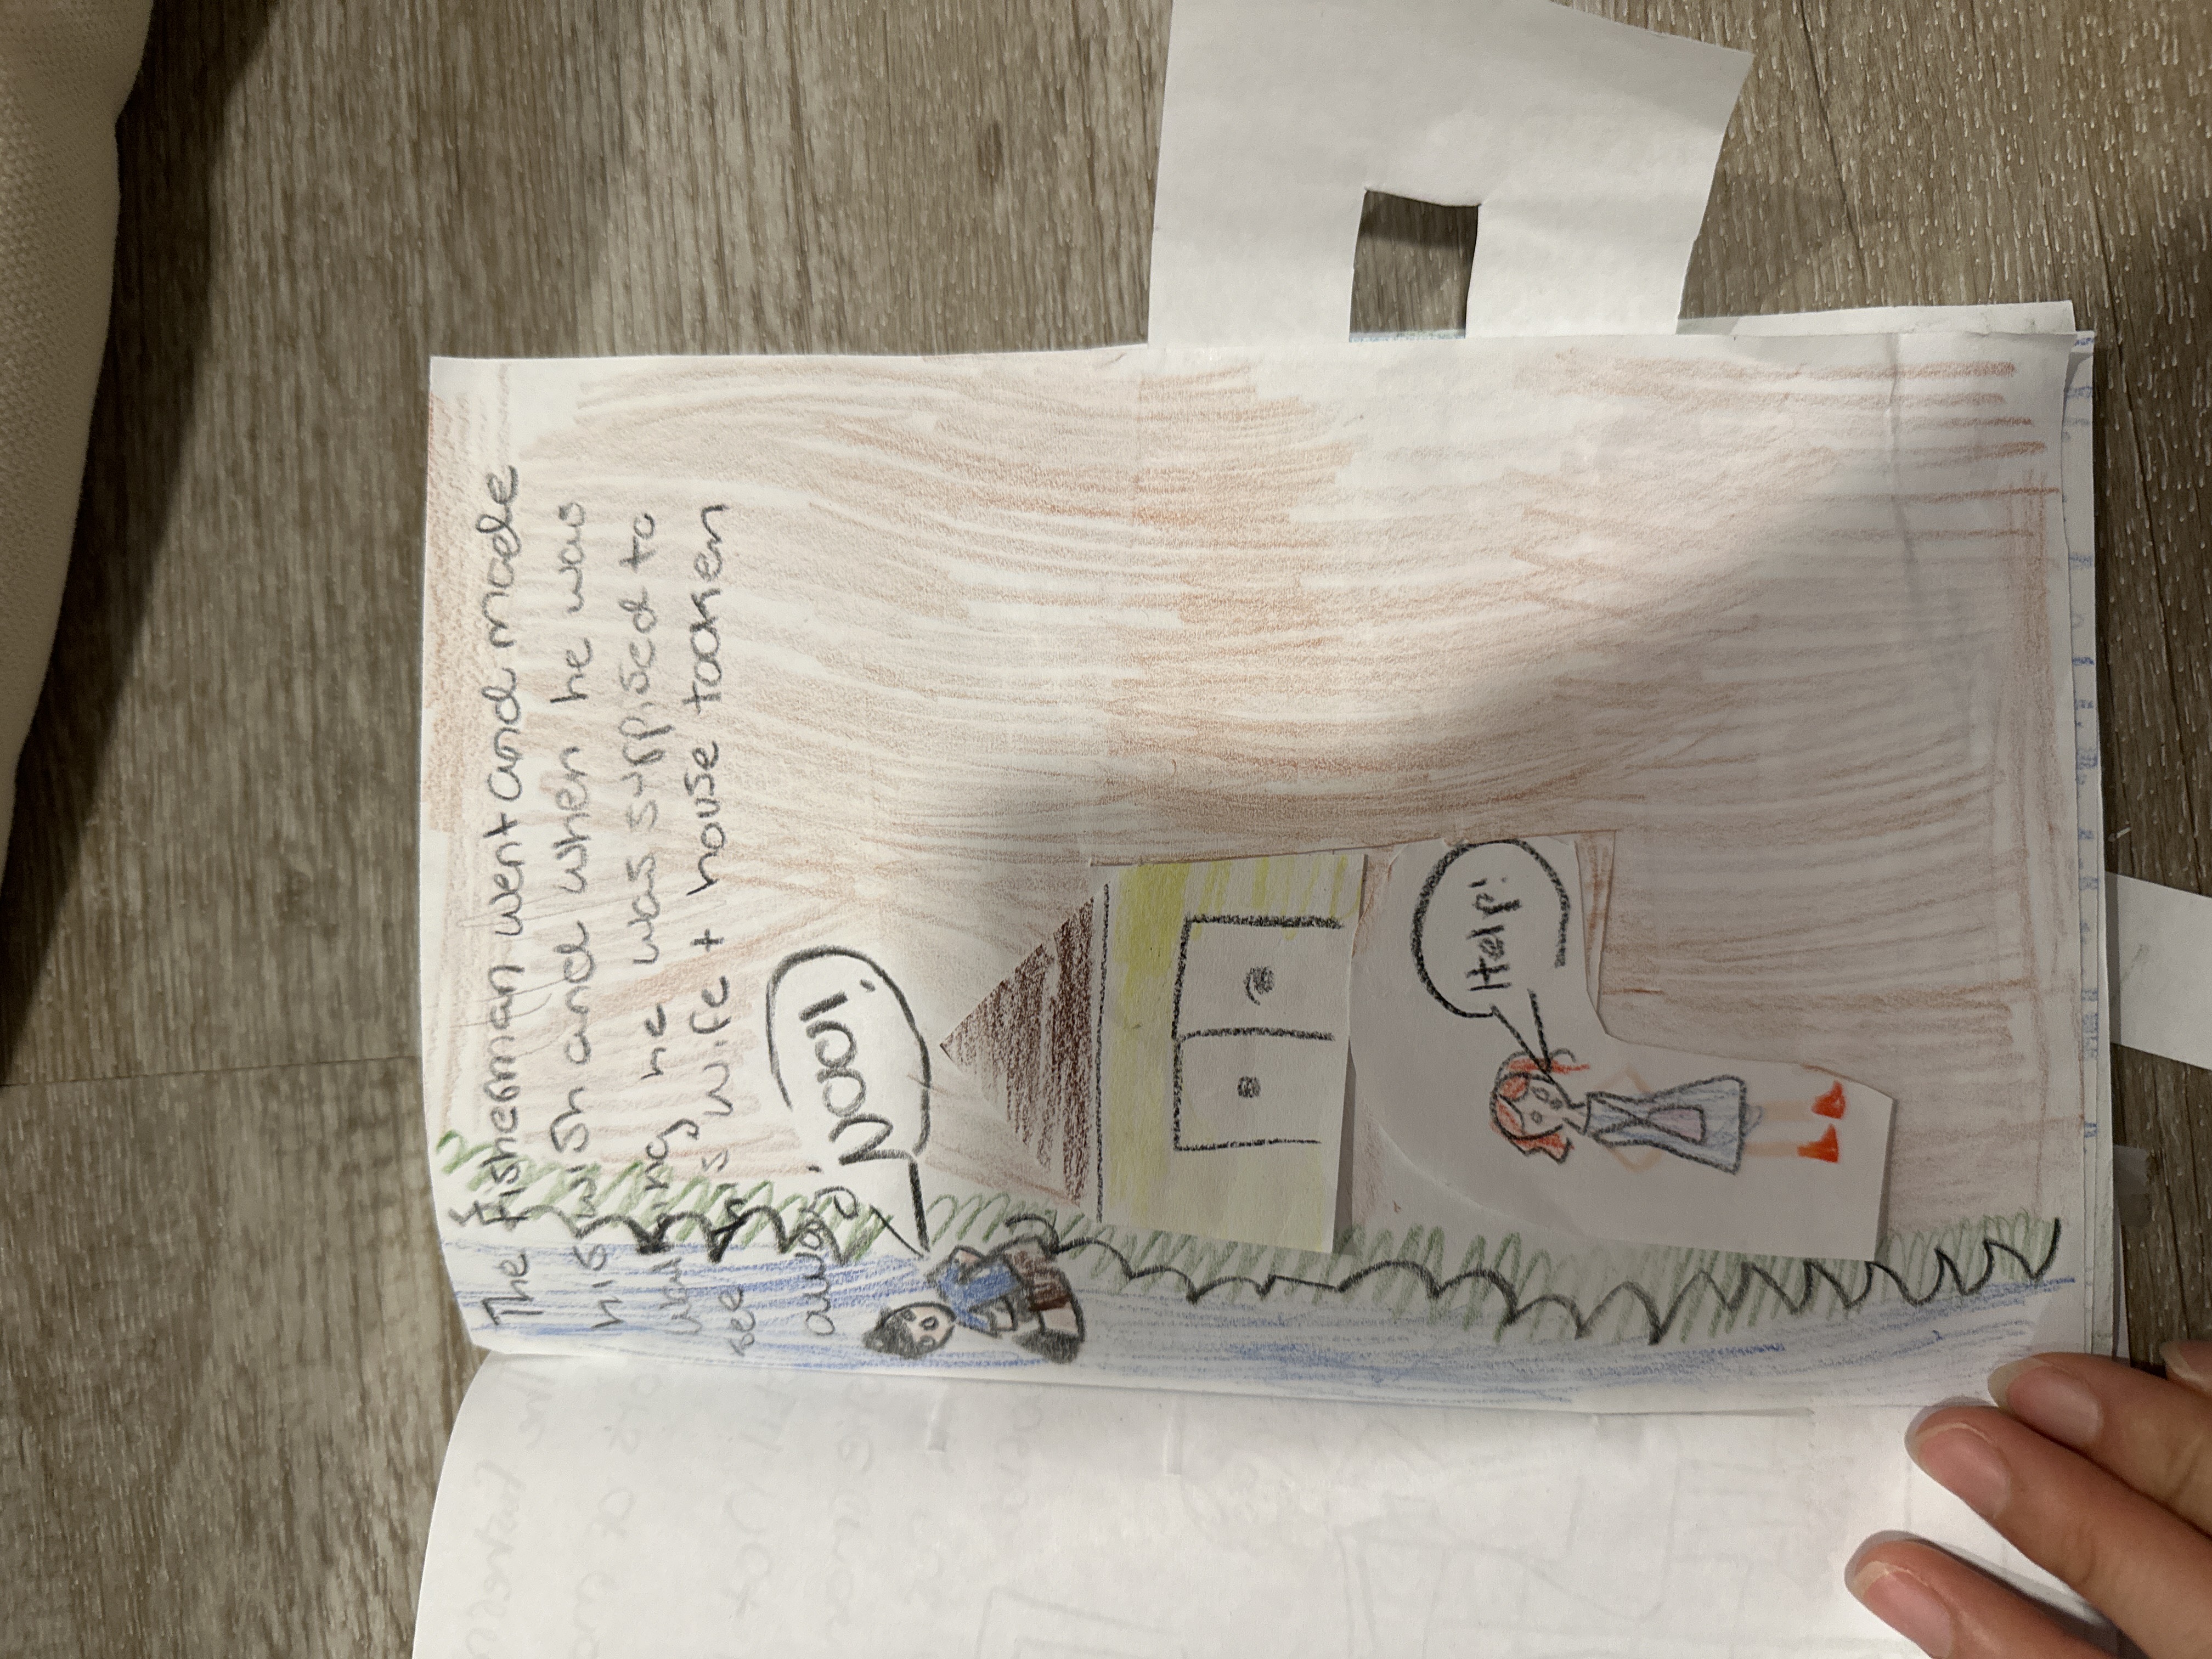 The Fisherman went and made
his wish and when he was
walking he was suppised to
see his wife + house tooken
away.
NOOO!
Help!